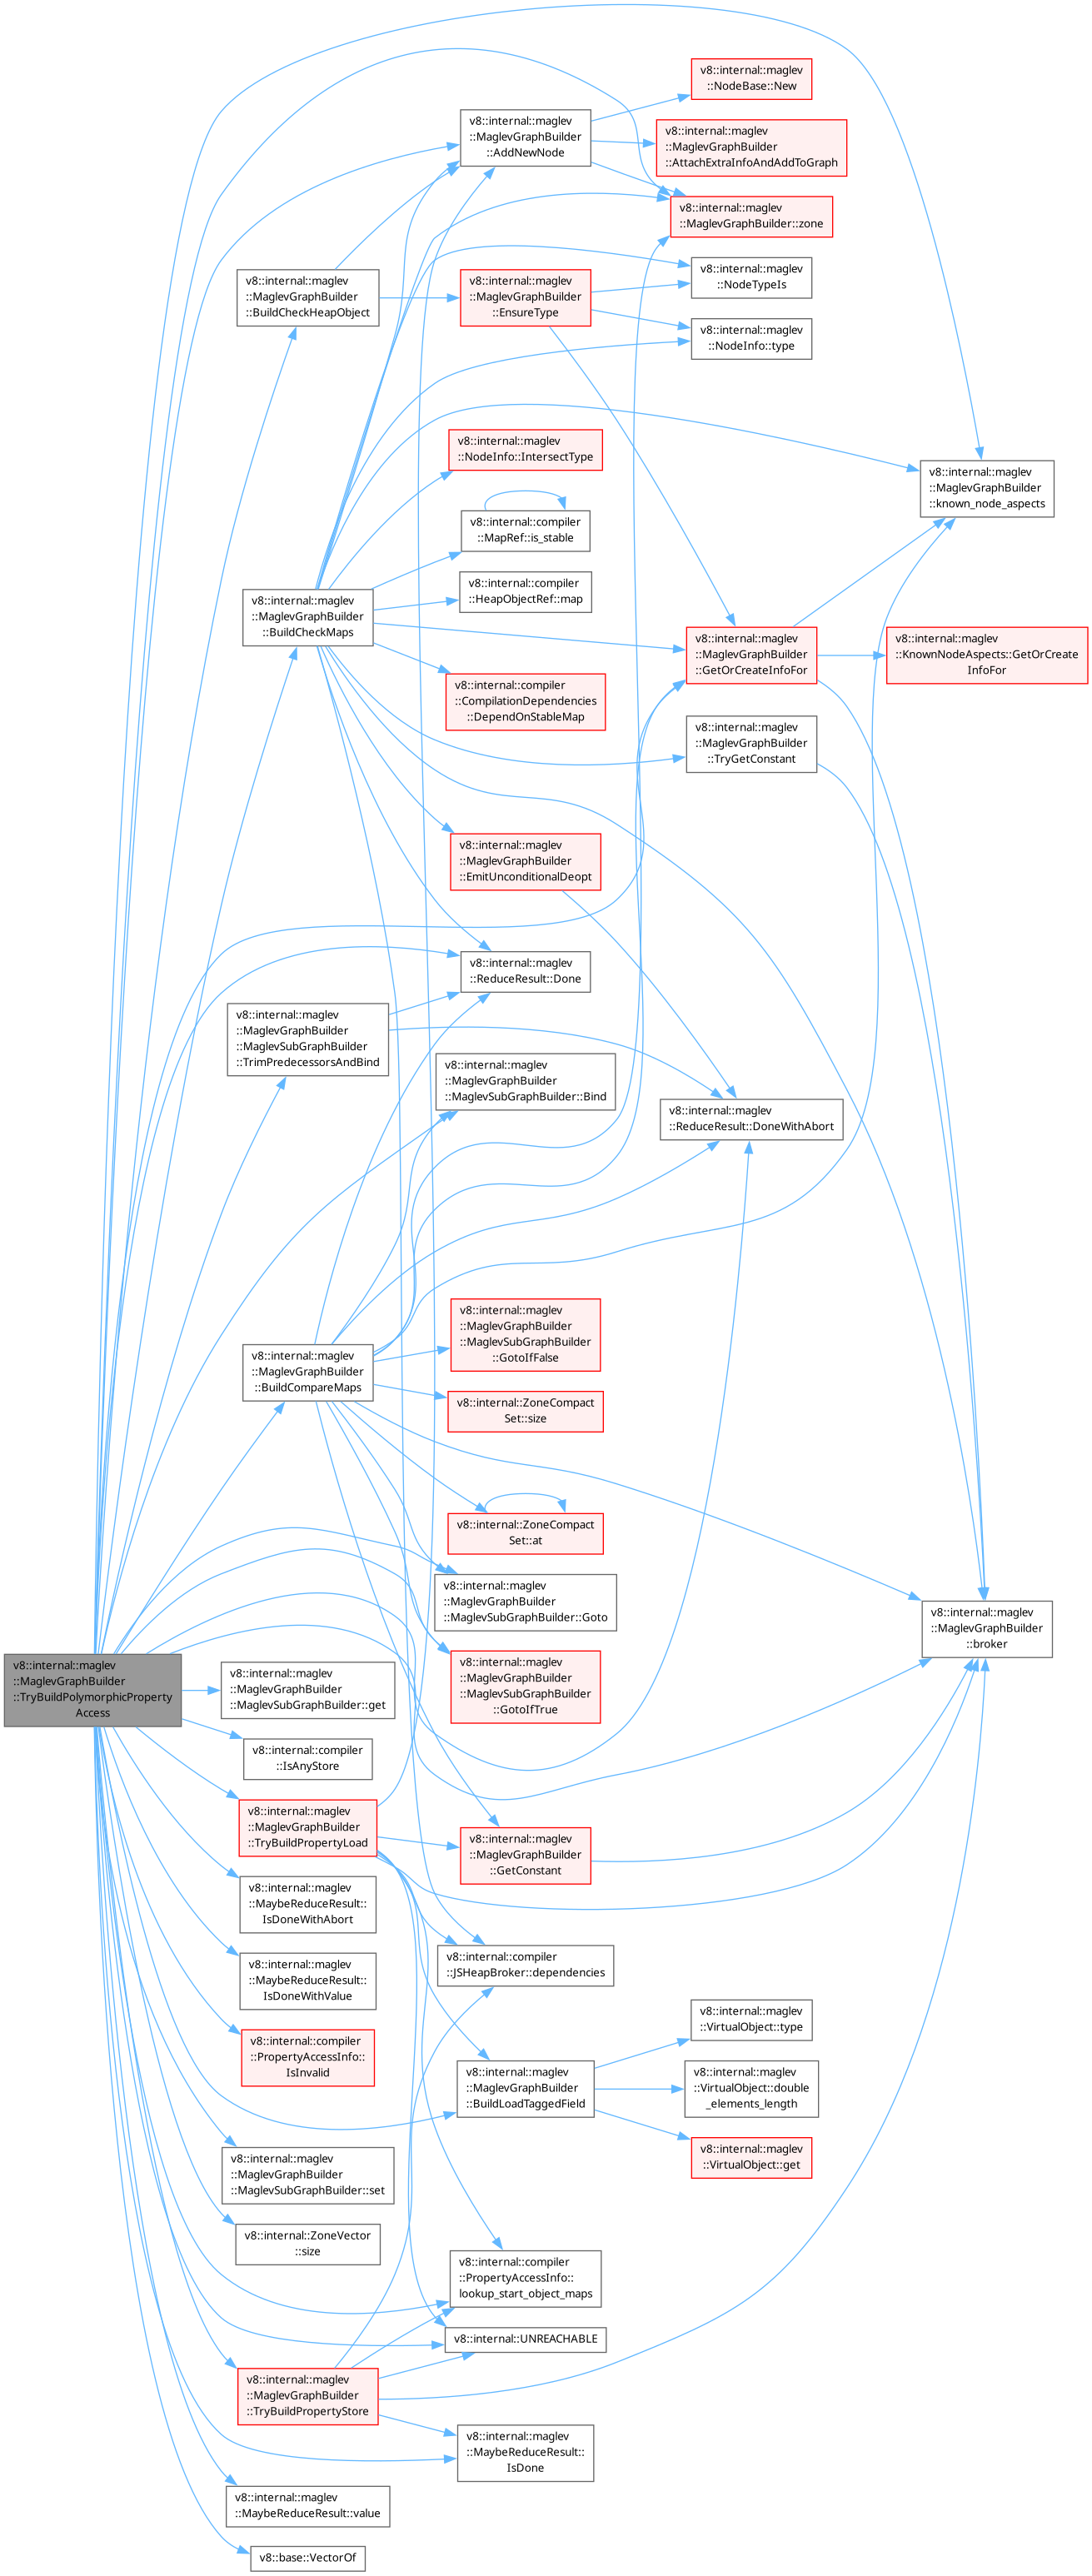 v8::internal::maglev
::NodeBase::New
v8::internal::maglev
::MaglevGraphBuilder
::AddNewNode
v8::internal::maglev
::MaglevGraphBuilder
::AttachExtraInfoAndAddToGraph
v8::internal::maglev
::MaglevGraphBuilder::zone
v8::internal::maglev
::NodeTypeIs
v8::internal::maglev
::MaglevGraphBuilder
::BuildCheckHeapObject
v8::internal::maglev
::MaglevGraphBuilder
::EnsureType
v8::internal::maglev
::NodeInfo::type
v8::internal::maglev
::NodeInfo::IntersectType
v8::internal::maglev
::MaglevGraphBuilder
::known_node_aspects
v8::internal::compiler
::MapRef::is_stable
v8::internal::compiler
::HeapObjectRef::map
v8::internal::maglev
::MaglevGraphBuilder
::BuildCheckMaps
v8::internal::maglev
::MaglevGraphBuilder
::GetOrCreateInfoFor
v8::internal::maglev
::KnownNodeAspects::GetOrCreate
InfoFor
v8::internal::compiler
::CompilationDependencies
::DependOnStableMap
v8::internal::maglev
::MaglevGraphBuilder
::TryGetConstant
v8::internal::maglev
::MaglevGraphBuilder
::EmitUnconditionalDeopt
v8::internal::maglev
::ReduceResult::Done
v8::internal::maglev
::MaglevGraphBuilder
::MaglevSubGraphBuilder
::TrimPredecessorsAndBind
v8::internal::maglev
::MaglevGraphBuilder
::MaglevSubGraphBuilder::Bind
v8::internal::maglev
::ReduceResult::DoneWithAbort
v8::internal::maglev
::MaglevGraphBuilder
::MaglevSubGraphBuilder
::GotoIfFalse
v8::internal::maglev
::MaglevGraphBuilder
::BuildCompareMaps
v8::internal::ZoneCompact
Set::size
v8::internal::ZoneCompact
Set::at
v8::internal::maglev
::MaglevGraphBuilder
::MaglevSubGraphBuilder::Goto
v8::internal::maglev
::MaglevGraphBuilder
::broker
v8::internal::maglev
::MaglevGraphBuilder
::TryBuildPolymorphicProperty
Access
v8::internal::maglev
::MaglevGraphBuilder
::MaglevSubGraphBuilder::get
v8::internal::maglev
::MaglevGraphBuilder
::MaglevSubGraphBuilder
::GotoIfTrue
v8::internal::compiler
::IsAnyStore
v8::internal::maglev
::MaglevGraphBuilder
::TryBuildPropertyLoad
v8::internal::maglev
::MaglevGraphBuilder
::GetConstant
v8::internal::maglev
::MaybeReduceResult::
IsDoneWithAbort
v8::internal::compiler
::JSHeapBroker::dependencies
v8::internal::maglev
::MaybeReduceResult::
IsDoneWithValue
v8::internal::maglev
::VirtualObject::type
v8::internal::compiler
::PropertyAccessInfo::
IsInvalid
v8::internal::maglev
::MaglevGraphBuilder
::BuildLoadTaggedField
v8::internal::maglev
::VirtualObject::double
_elements_length
v8::internal::maglev
::VirtualObject::get
v8::internal::maglev
::MaglevGraphBuilder
::MaglevSubGraphBuilder::set
v8::internal::ZoneVector
::size
v8::internal::compiler
::PropertyAccessInfo::
lookup_start_object_maps
v8::internal::UNREACHABLE
v8::internal::maglev
::MaglevGraphBuilder
::TryBuildPropertyStore
v8::internal::maglev
::MaybeReduceResult::
IsDone
v8::internal::maglev
::MaybeReduceResult::value
v8::base::VectorOf